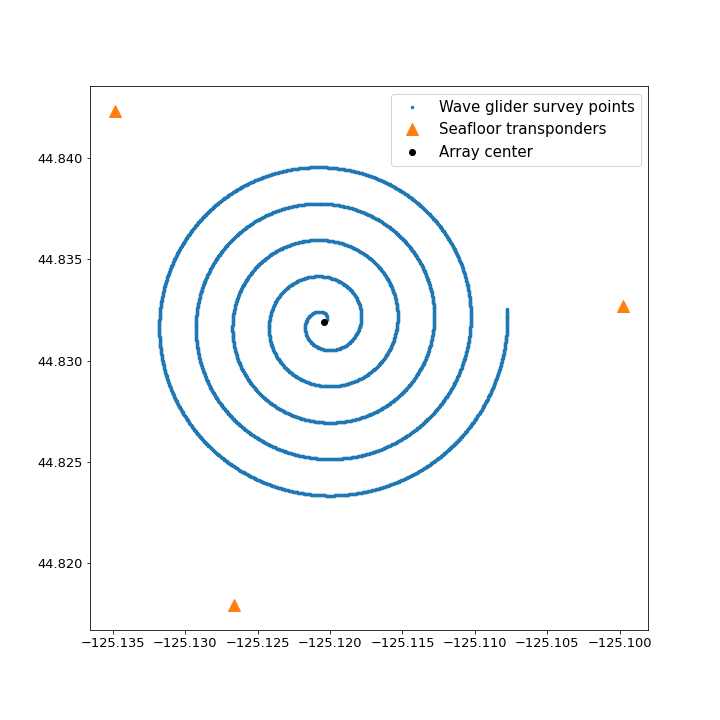 Wave glider survey points
Seafloor transponders
Array center
44.840
44.835
44.830
44.825
44.820
−125.135 −125.130 −125.125 −125.120 −125.115 −125.110 −125.105 −125.100